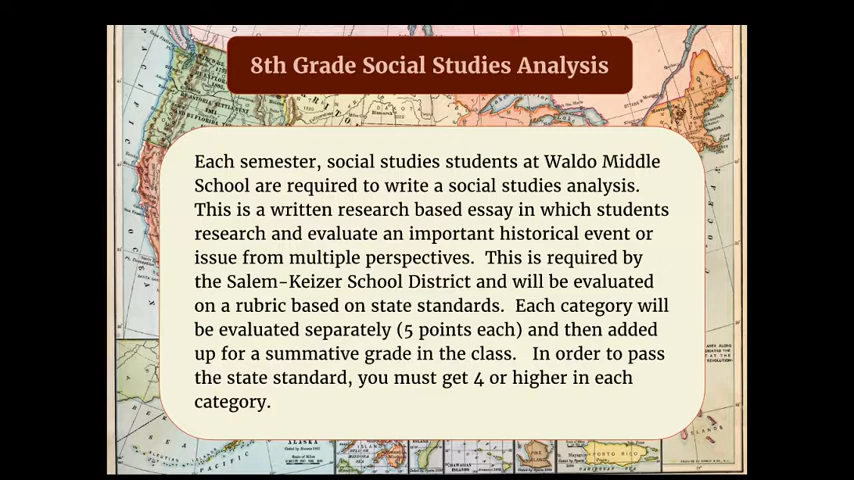 8th Grade Social Studies Analysis
Each semester, social studies students at Waldo Middle
School are required to write a social studies analysis.
This is a written research based essay in which students
research and evaluate an important historical event or
issue from multiple perspectives.  This is required by
the Salem-Keizer School District and will be evaluated
on a rubric based on state standards.  Each category will
be evaluated separately (5 points each) and then added
up for a summative grade in the class.   In order to pass
the state standard, you must get 4 or higher in each
category.
PACIFIC
OCEAN
ALASKA
PORTO RICO